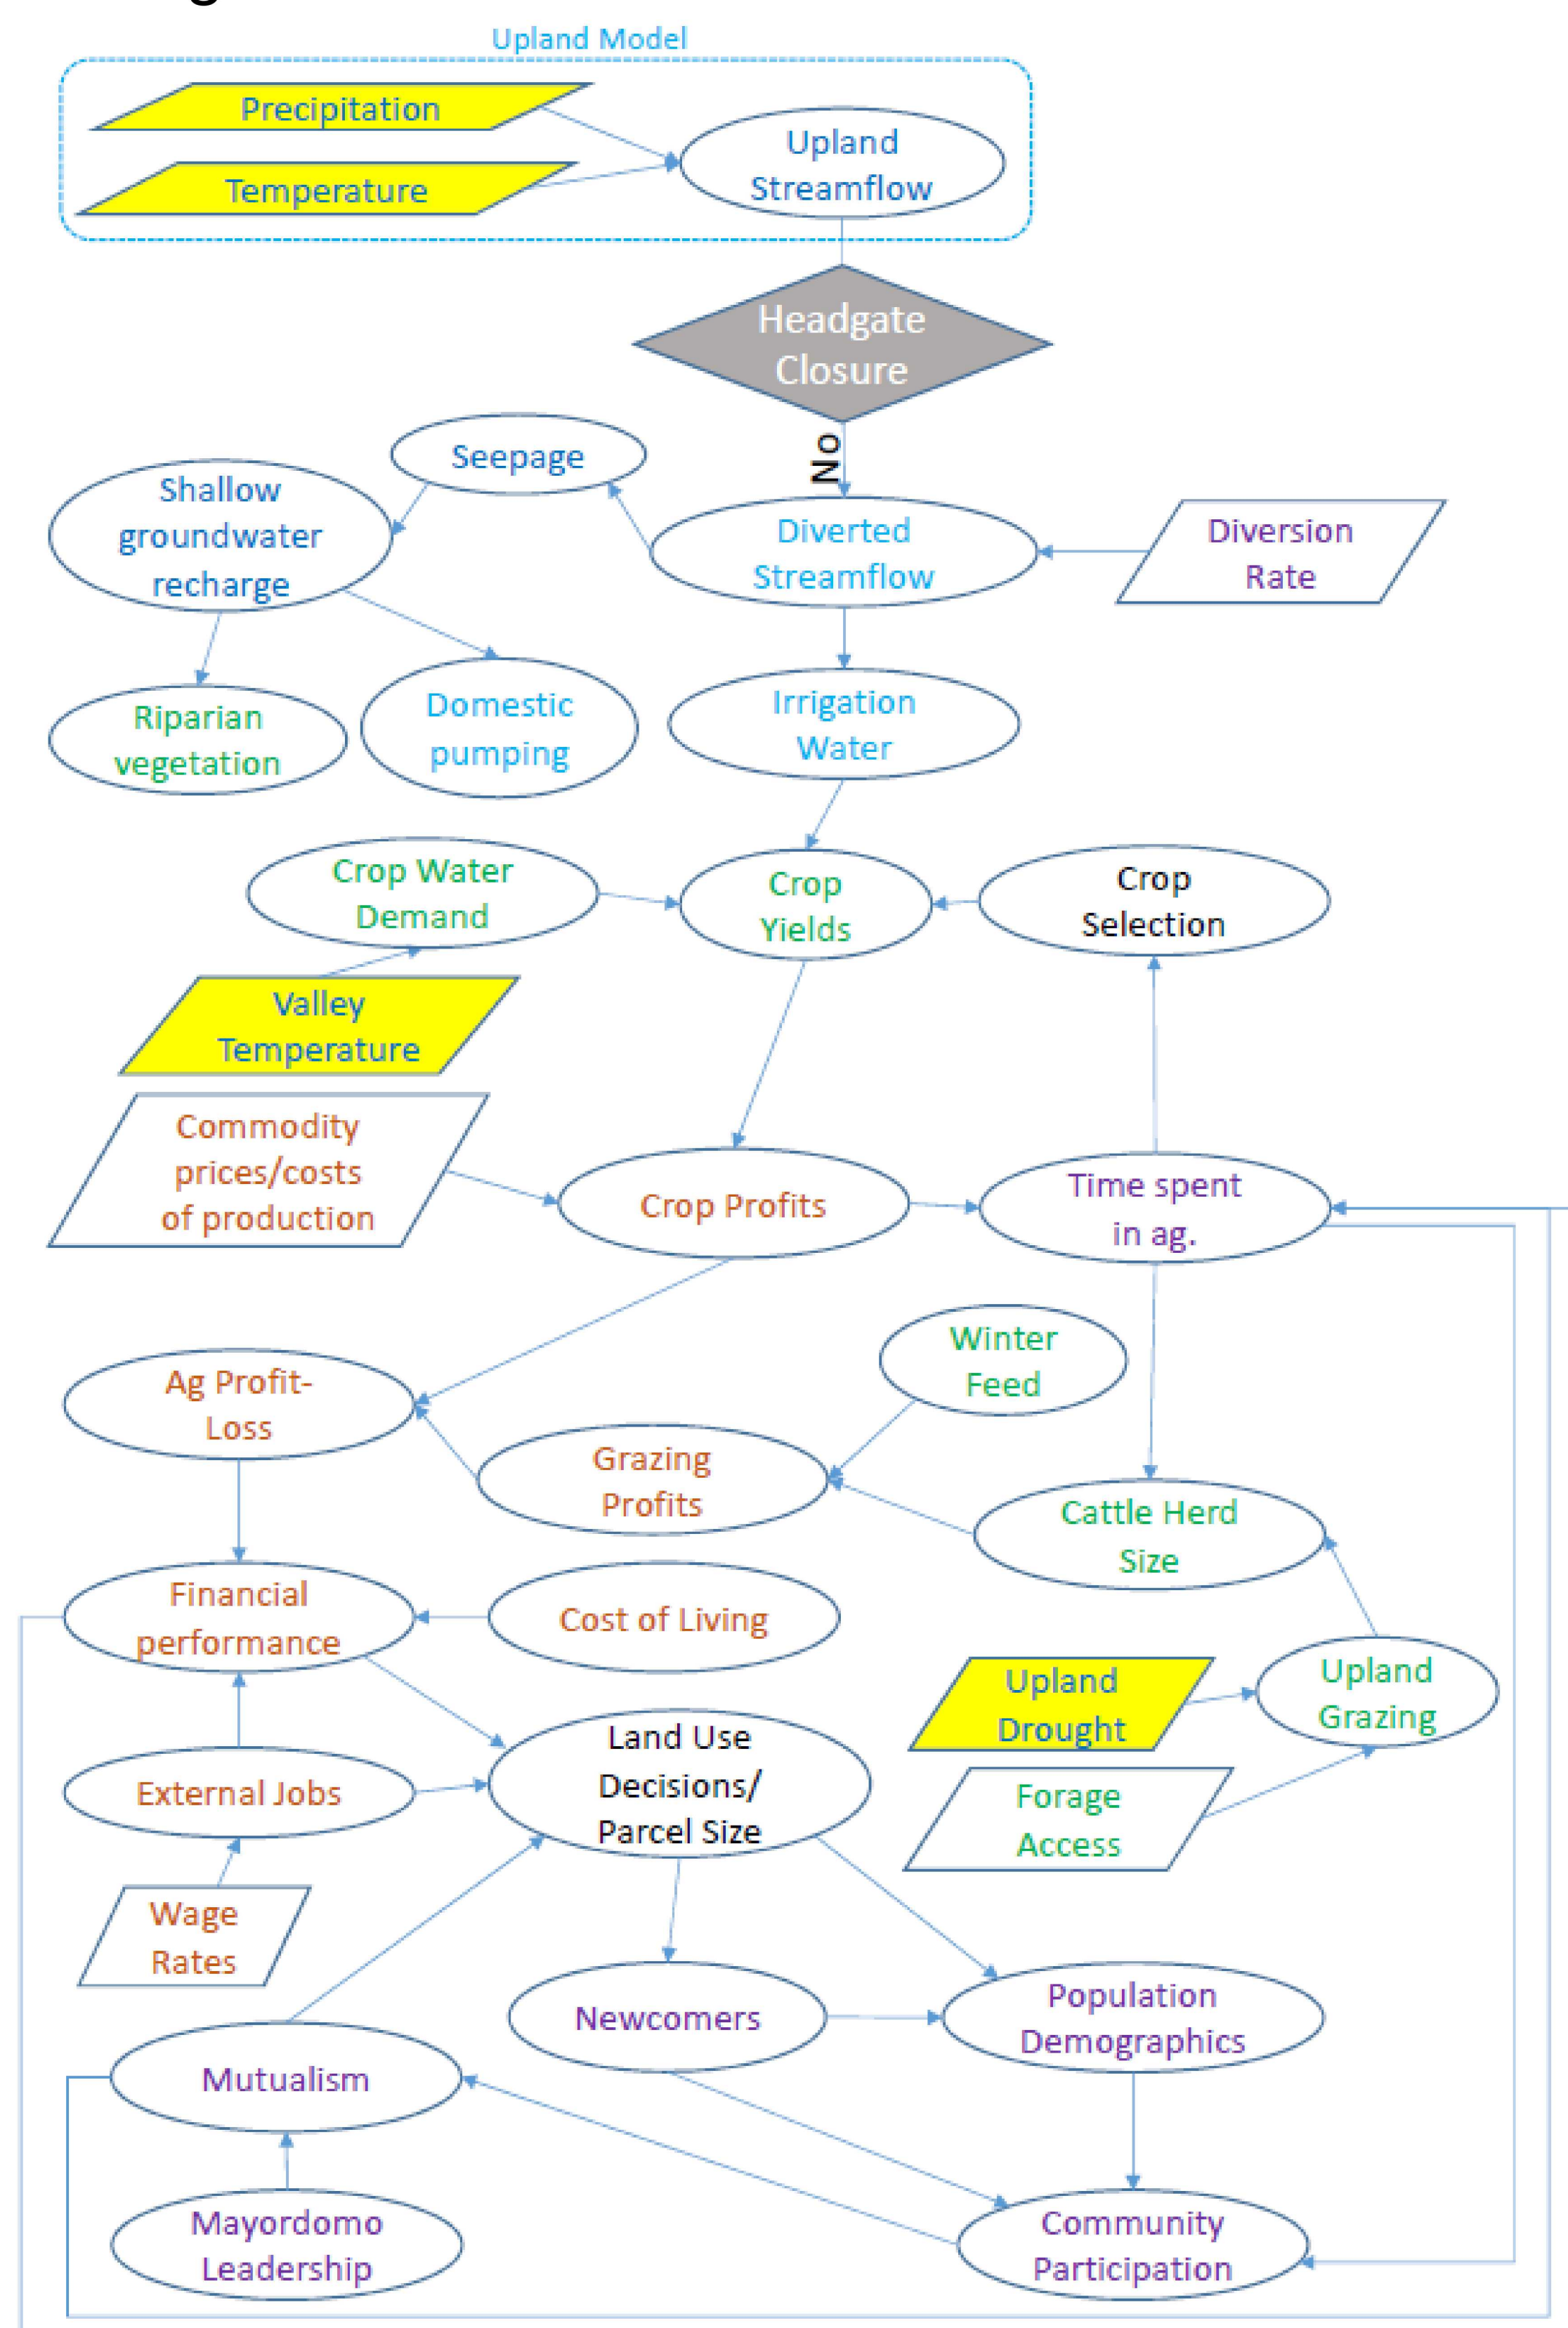 Upland Model
Precipitation
Temperature
Upland
Streamflow
Headgate
Closure
No
Seepage
Shallow
groundwater
recharge
Diverted
Streamflow
Diversion
Rate
Riparian
vegetation
Domestic
pumping
Irrigation
Water
Crop Water
Demand
Crop
Yields
Crop
Selection
Valley
Temperature
Commodity
prices/costs
of production
Crop Profits
Time spent
in ag.
Winter
Feed
Ag Profit-
Loss
Grazing
Profits
Cattle Herd
Size
Financial
performance
Cost of Living
Upland
Drought
Upland
Grazing
Land Use
Decisions/
Parcel Size
External Jobs
Forage
Access
Wage
Rates
Newcomers
Population
Demographics
Mutualism
Mayordomo
Leadership
Community
Participation